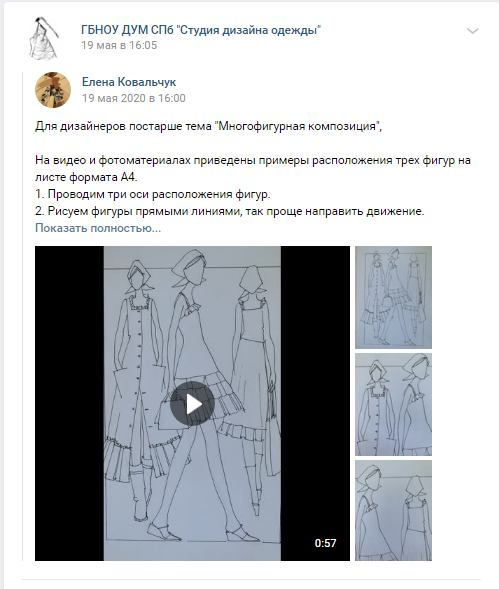 ГБНОУ ДУМ СПб "Студия дизайна одежды"
19 мая в 16:05
Елена Ковальчук
19 мая 2020 в 16:00
Для дизайнеров постарше тема "Многофигурная композиция",
На видео и фотоматериалах приведены примеры расположения трех фигур на
листе формата А4.
1. Проводим три оси расположения фигур.
2. Рисуем фигуры прямыми линиями, так проще направить движение.
Показать полностью...
0:57